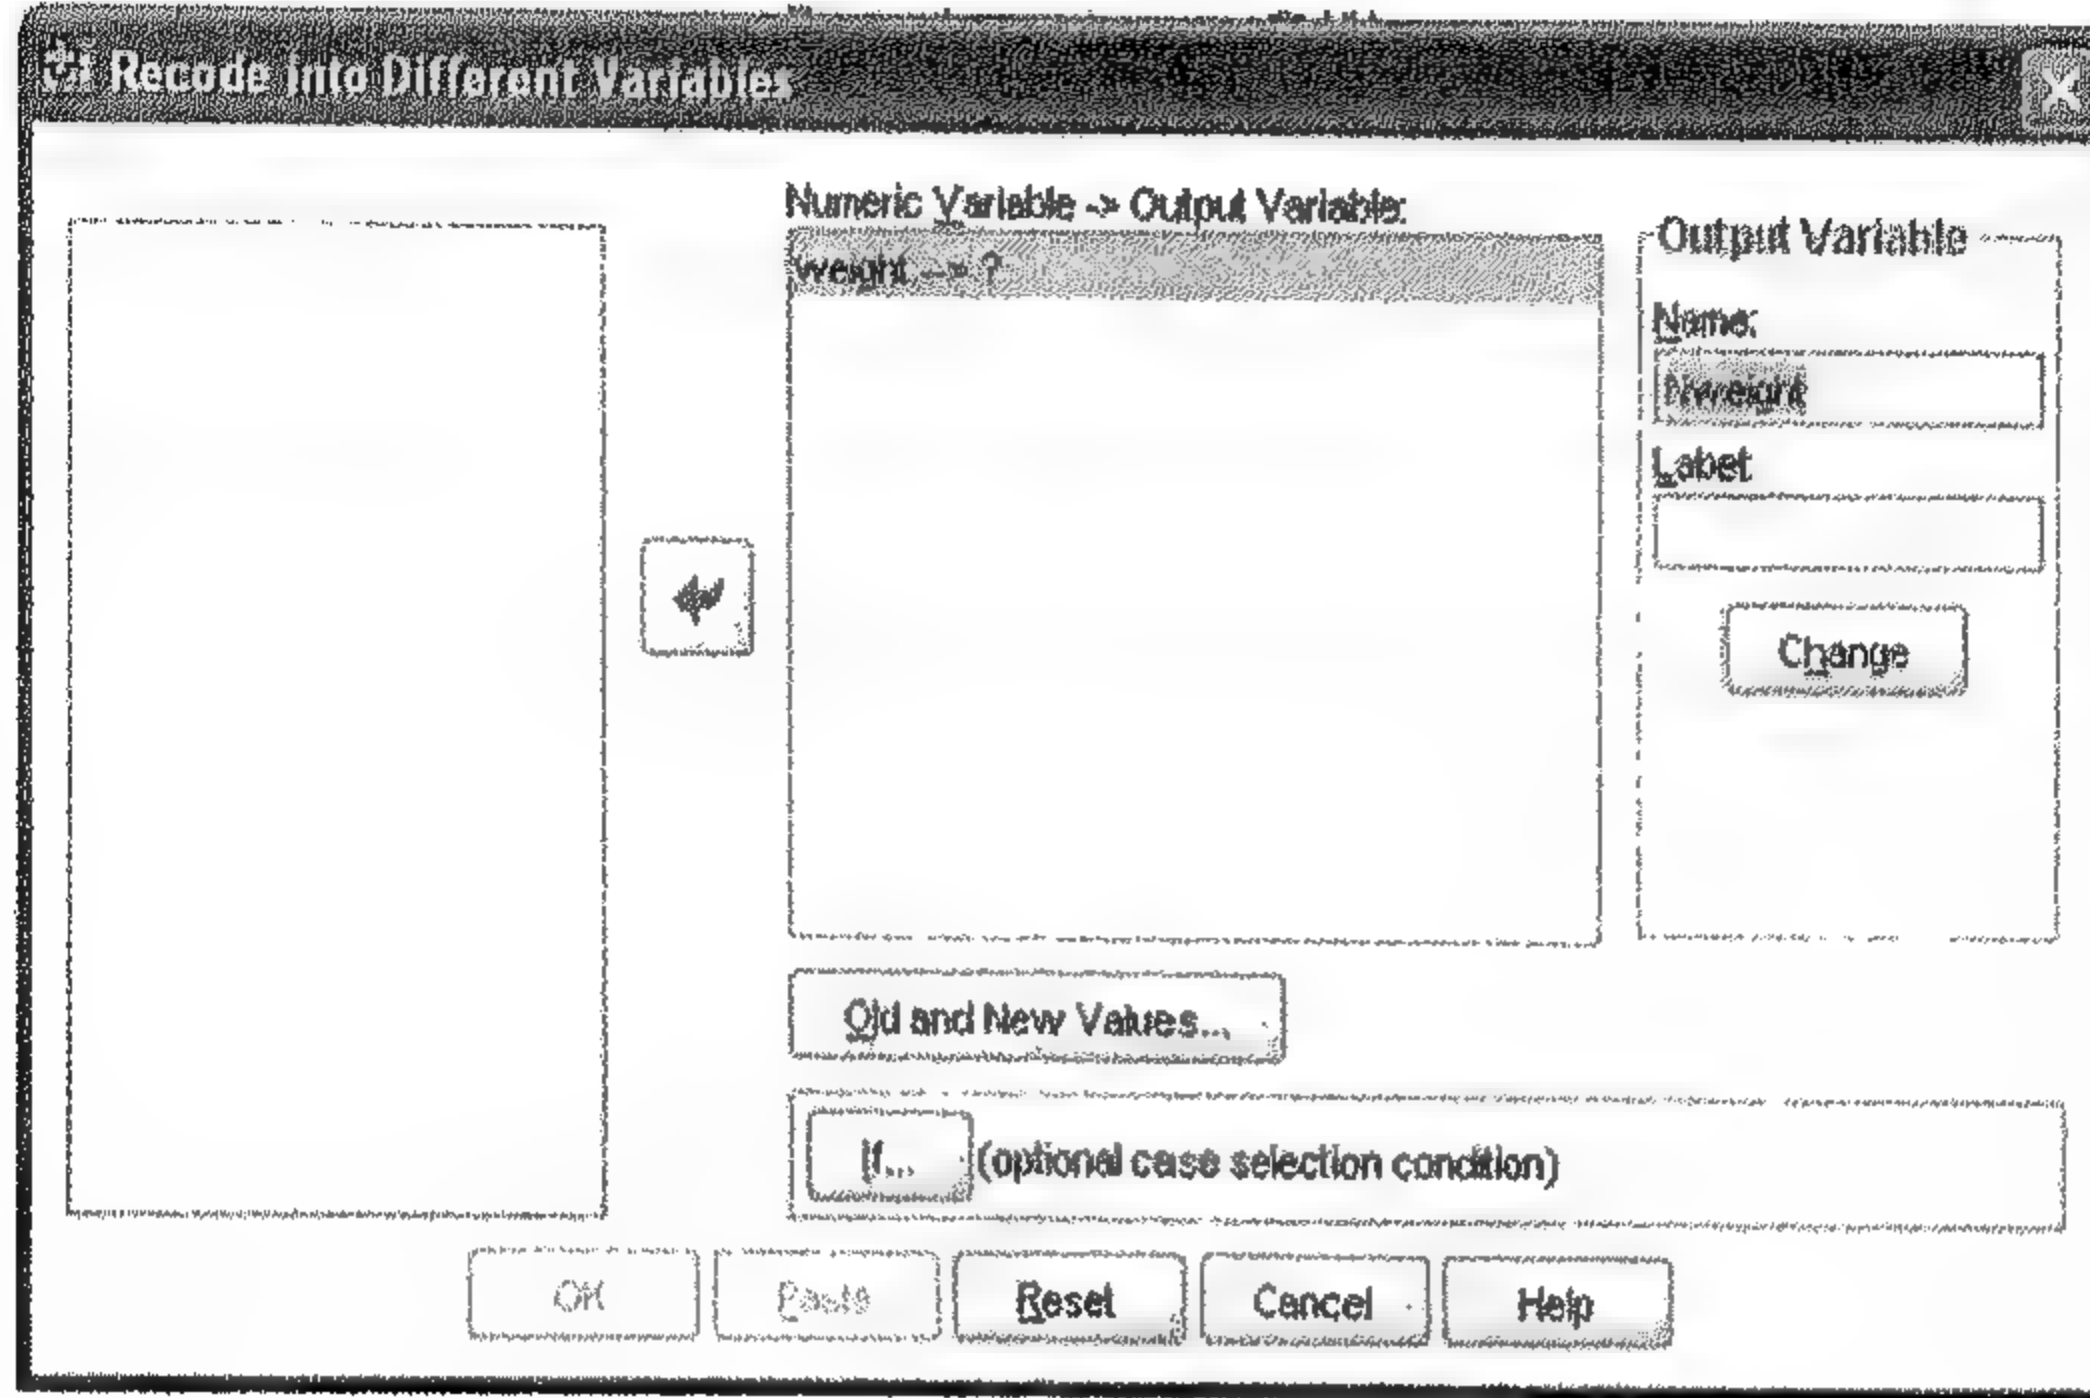 Recode into Different Variables
Numeric Variable -> Output Variable:
weight --> ?
Output Variable
Name:
Nweight
Label:
Change
Old and New Values...
If... (optional case selection condition)
OK Paste Reset Cancel Help